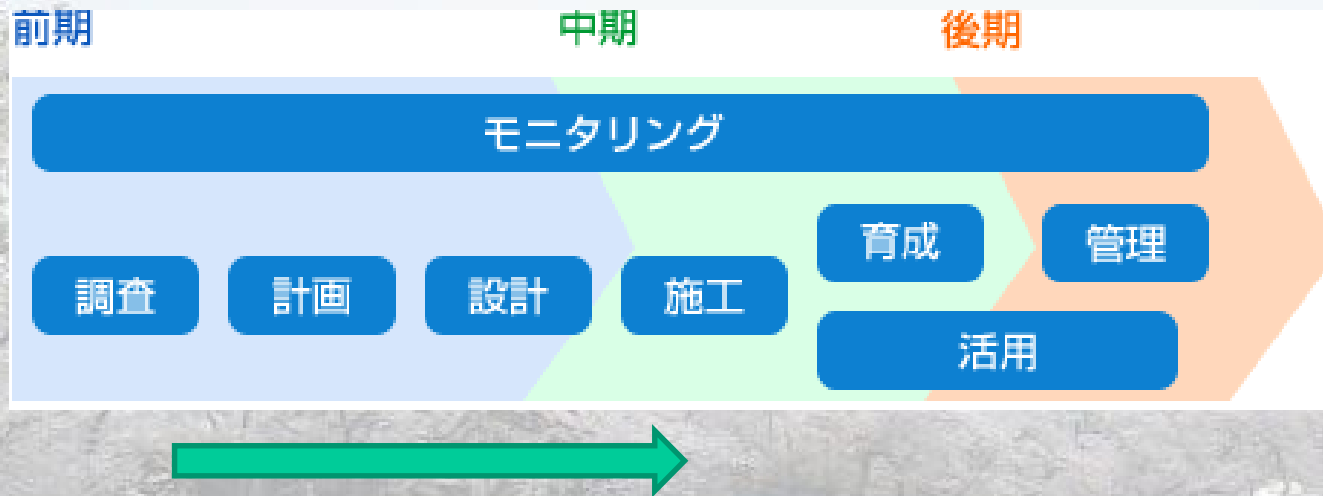 前期 中期 後期
モニタリング
育成 管理
調査 計画 設計 施工
活用